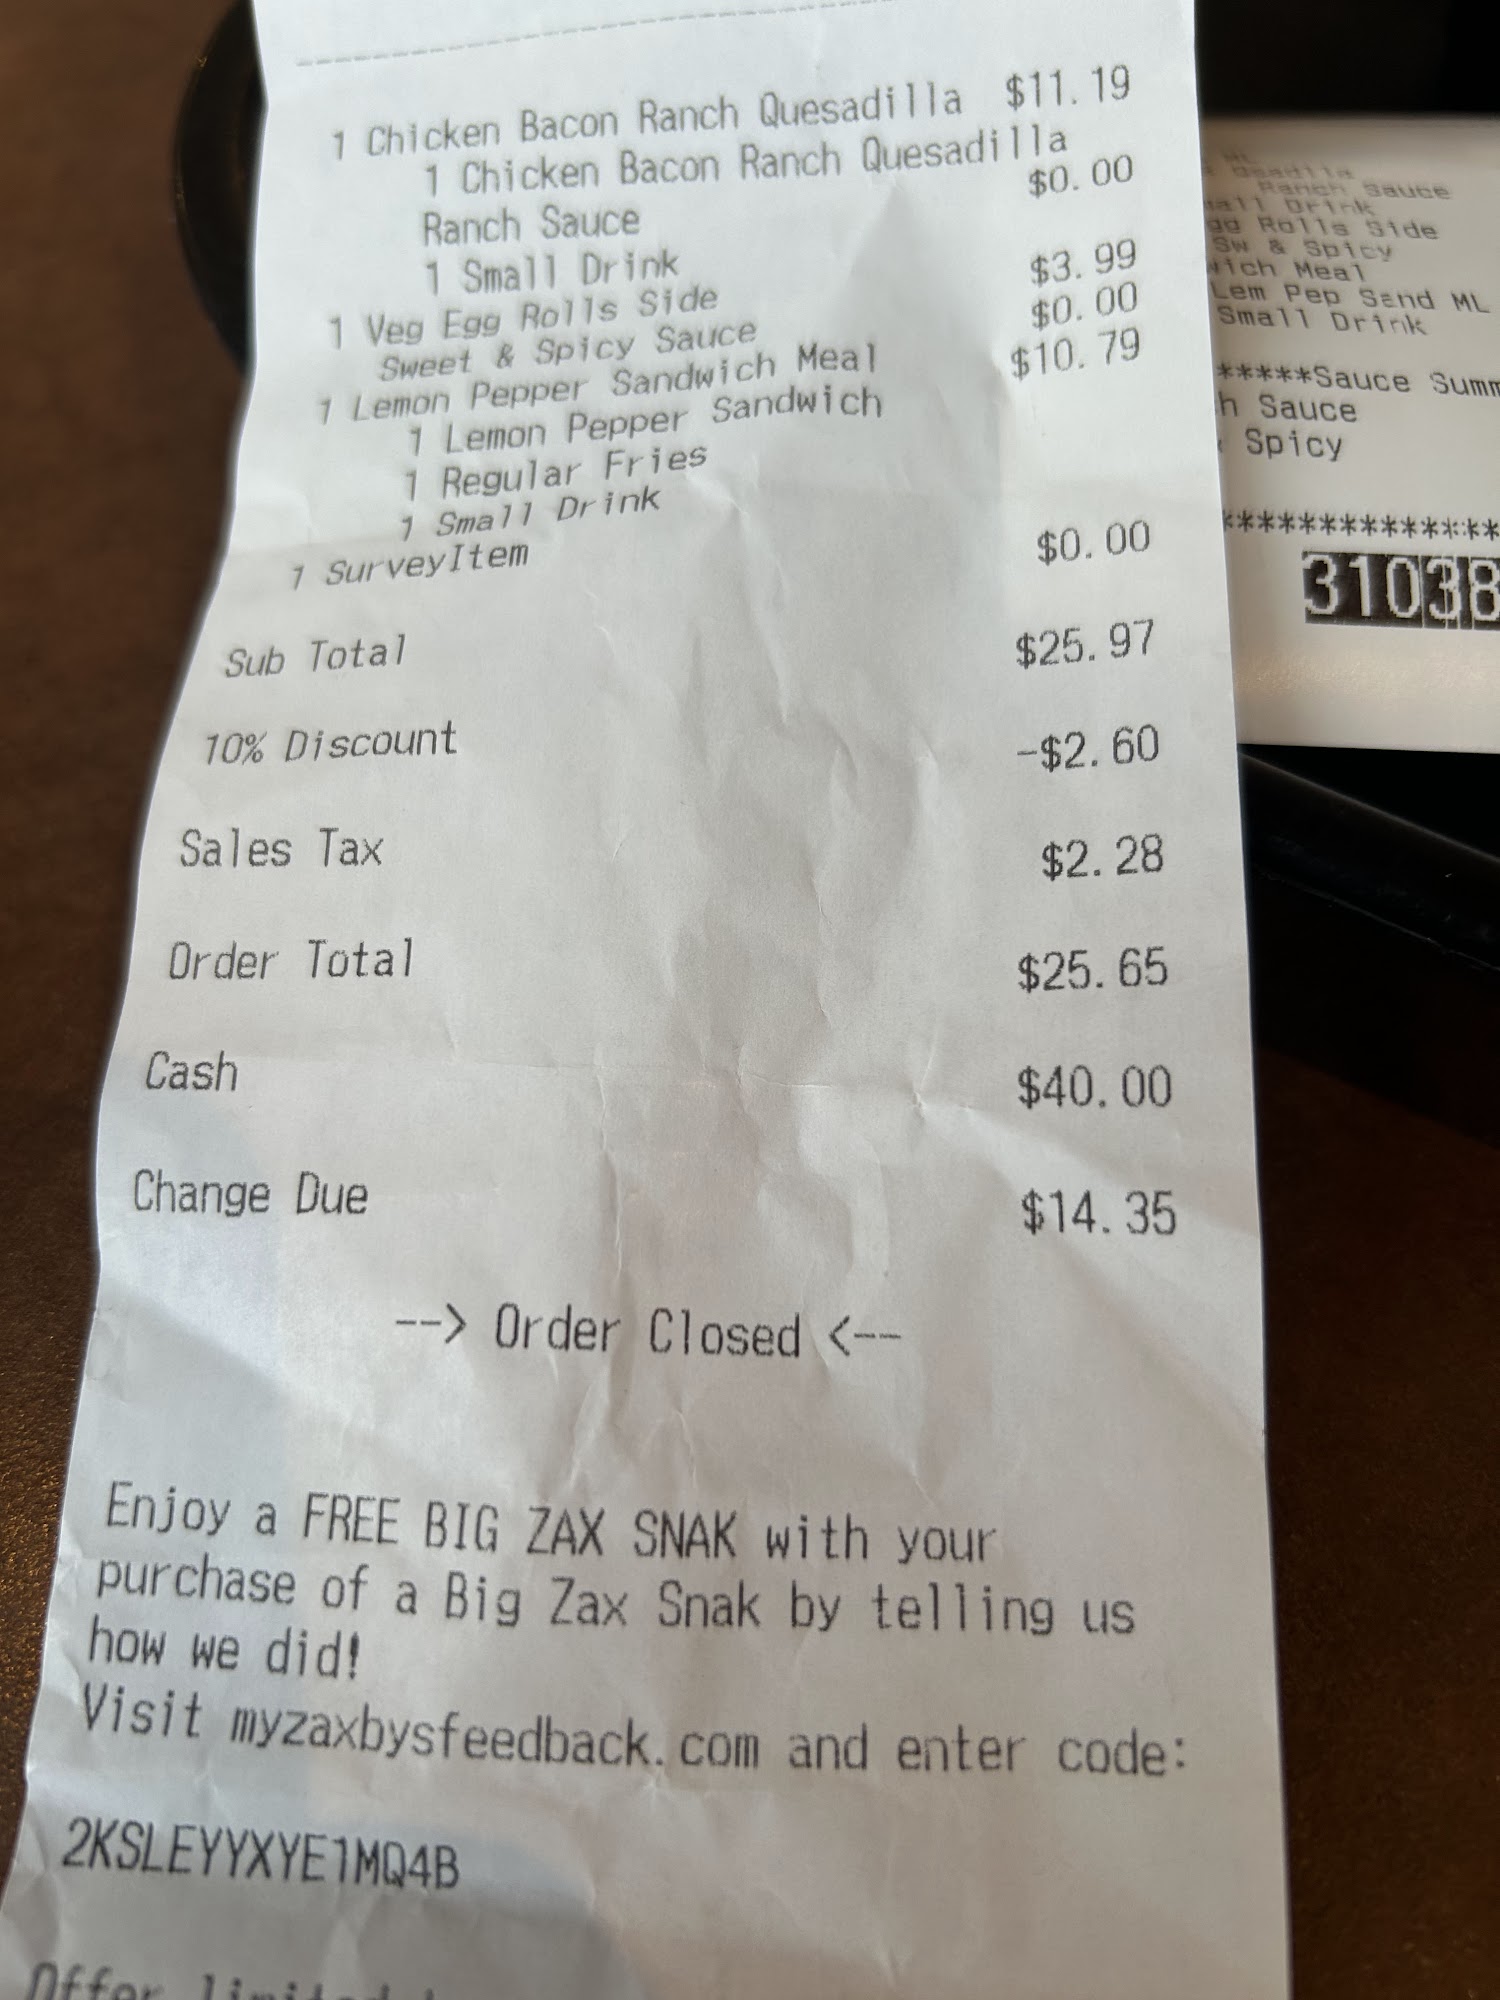 1 Chicken Bacon Ranch Quesadilla $11.19
1 Chicken Bacon Ranch Quesadilla
$0.00
Ranch Sauce
1 Small Drink
1 Veg Egg Rolls Side $3.99
Sweet & Spicy Sauce $0.00
1 Lemon Pepper Sandwich Meal $10.79
1 Lemon Pepper Sandwich
1 Regular Fries
1 Small Drink
1 SurveyItem $0.00
Sub Total $25.97
10% Discount -$2.60
Sales Tax $2.28
Order Total $25.65
Cash $40.00
Change Due $14.35
--> Order Closed <--
Enjoy a FREE BIG ZAX SNAK with your
purchase of a Big Zax Snak by telling us
how we did!
Visit myzaxbysfeedback.com and enter code:
2KSLEYYXYE1MQ4B
Offer limited
ML
Ranch Sauce
Drink
Rolls Side
Sw & Spicy
Meal
Lem Pep Sand ML
Small Drink
*****Sauce Summ
Sauce
Spicy
**************
31038